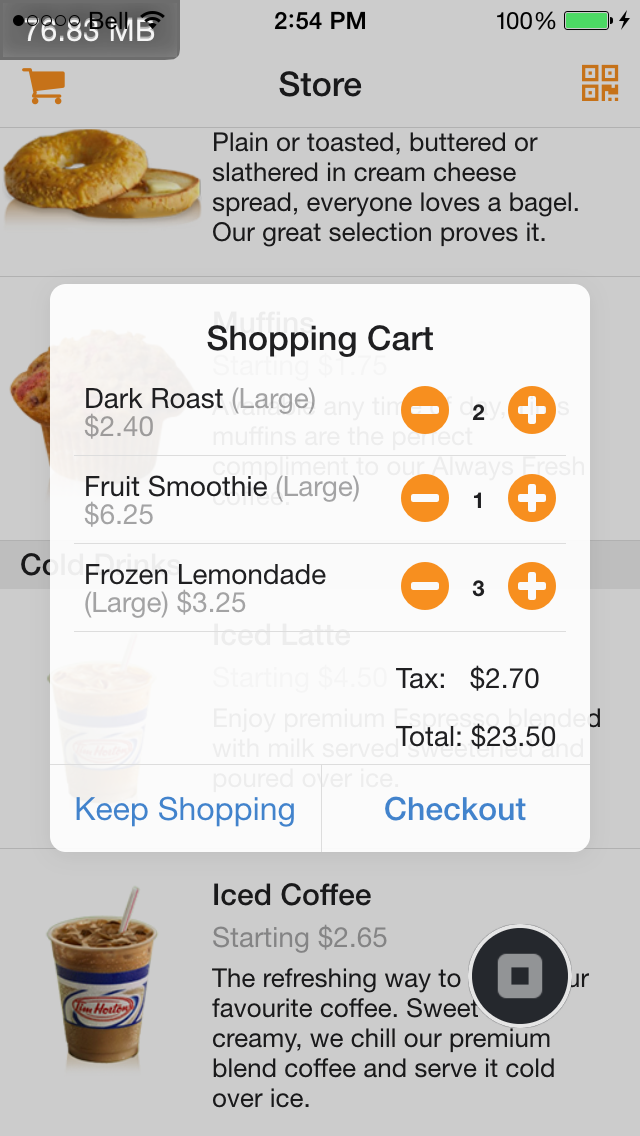 76.83 MB
Bell
2:54 PM
100%
Store
Plain or toasted, buttered or
slathered in cream cheese
spread, everyone loves a bagel.
Our great selection proves it.
Muffins
Shopping Cart
Starting $1.75
Dark Roast (Large)
$2.40
2
Available any time of day, 
muffins are the perfect
compliment to our Always Fresh
coffee.
Fruit Smoothie (Large)
$6.25
1
Cold Drinks
Frozen Lemondade
(Large) $3.25
3
Iced Latte
Starting $4.50
Tax: $2.70
Enjoy premium Espresso blended
with milk served sweetened and
poured over ice.
Total: $23.50
Keep Shopping
Checkout
Iced Coffee
Starting $2.65
The refreshing way to
favourite coffee. Sweet
creamy, we chill our premium
blend coffee and serve it cold
over ice.
Tim Hortons